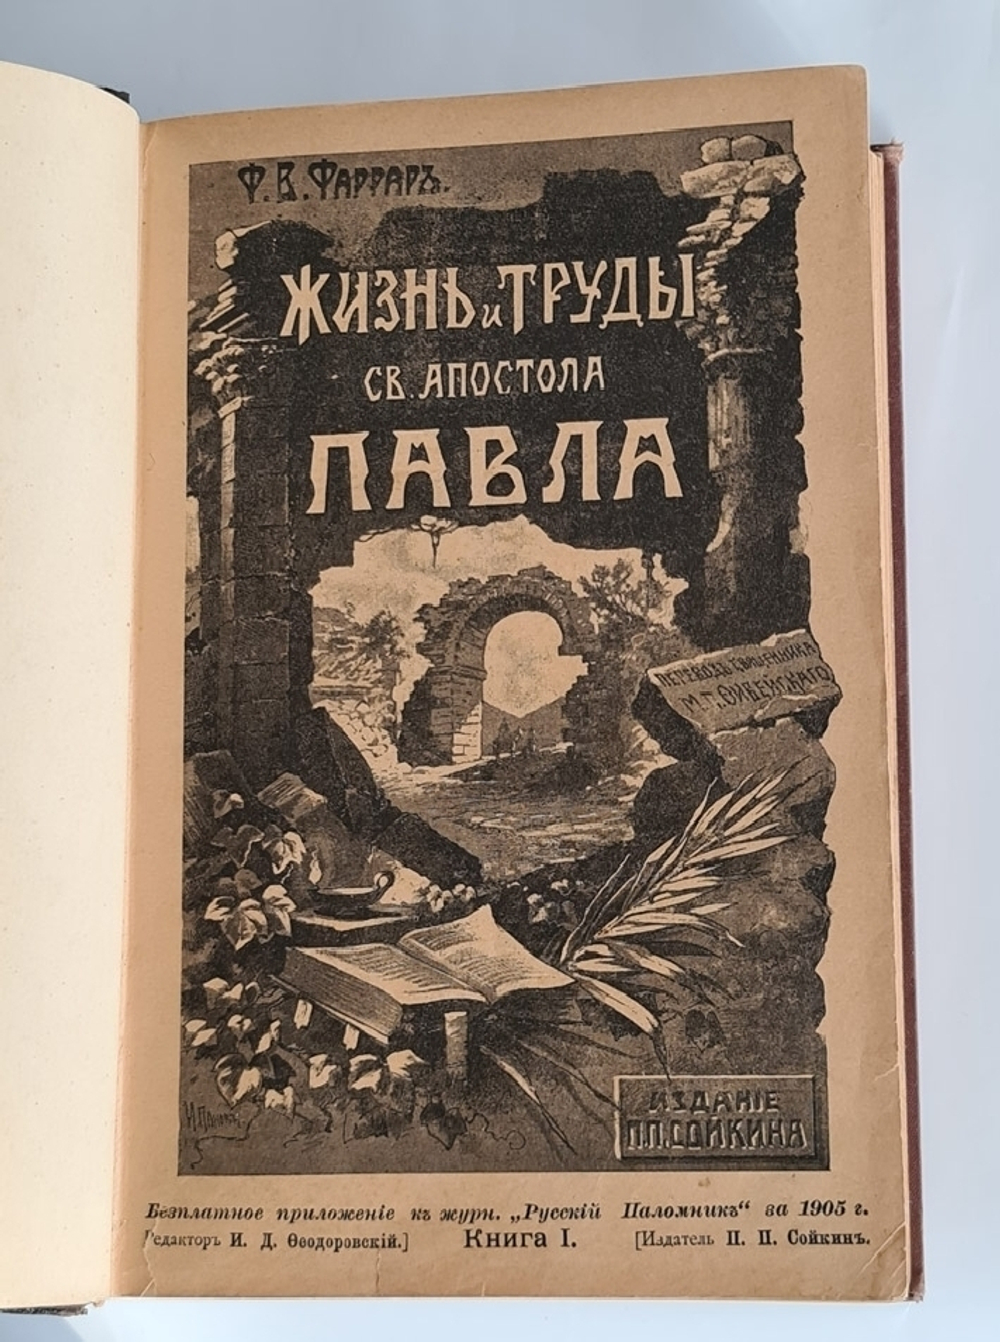 Ф. В. Фарраръ.
ЖИЗНЬ и ТРУДЫ
СВ. АПОСТОЛА
ПАВЛА
ПЕРЕВОДЪ СВЯЩЕННИКА
М. П. ѲИВЕЙСКАГО
ИЗДАНІЕ
П.П.СОЙКИНА
Безплатное приложеніе къ журн. „Русскій Паломникъ“ за 1905 г.
Редакторъ И. Д. Ѳеодоровскій.] Книга I. [Издатель П. П. Сойкинъ.